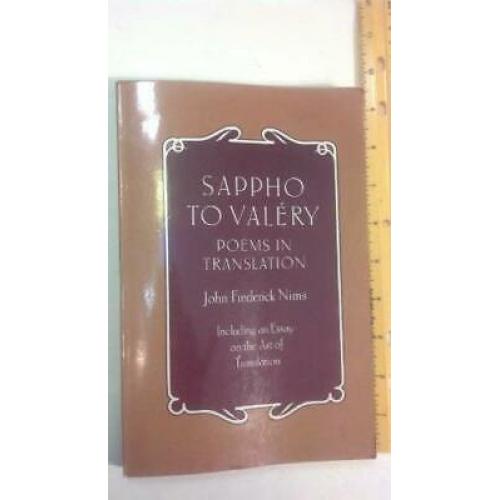 SAPPHO
TO VALÉRY
POEMS IN
TRANSLATION
John Frederick Nims
Including an Essay
on the Art of
Translation